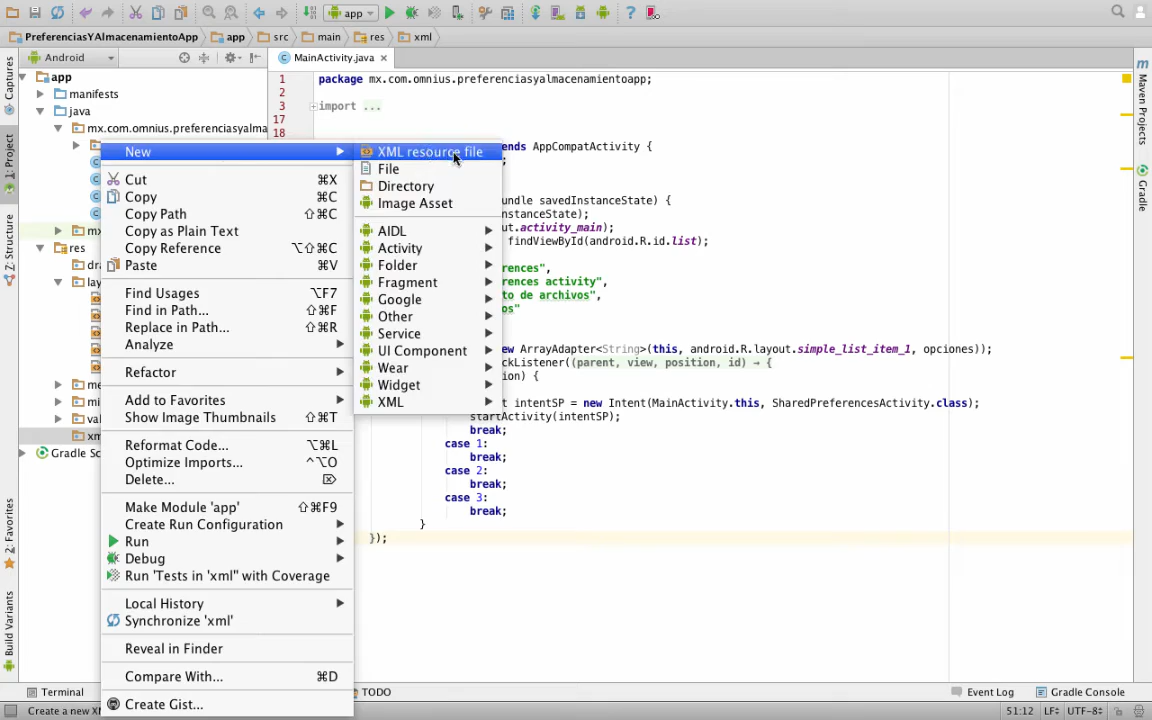 app
PreferenciasYAlmacenamientoApp app src main res xml
Android
MainActivity.java
Captures
1: Project
Z: Structure
2: Favorites
Build Variants
m Maven Projects
Gradle
app
manifests
java
mx.com.omnius.preferenciasyalma
res
Gradle Sc
New
Cut ⌘X
Copy ⌘C
Copy Path ⇧⌘C
Copy as Plain Text
Copy Reference ⌥⇧⌘C
Paste ⌘V
Find Usages ⌥F7
Find in Path... ⇧⌘F
Replace in Path...
Analyze
Refactor
Add to Favorites
Show Image Thumbnails ⇧⌘T
Reformat Code... ⌥⌘L
Optimize Imports... ^⌥O
Delete... ⌦
Make Module 'app' ⇧⌘F9
Create Run Configuration
Run
Debug
Run 'Tests in 'xml'' with Coverage
Local History
Synchronize 'xml'
Reveal in Finder
Compare With... ⌘D
Create Gist...
XML resource file
File
Directory
Image Asset
AIDL
Activity
Folder
Fragment
Google
Other
Service
UI Component
Wear
Widget
XML
1 package mx.com.omnius.preferenciasyalmacenamientoapp;
2
3 import ...
17
18
ends AppCompatActivity {
;
undle savedInstanceState) {
nstanceState);
ut.activity_main);
findViewById(android.R.id.list);
rences",
rences activity",
to de archivos",
os"
ew ArrayAdapter<String>(this, android.R.layout.simple_list_item_1, opciones));
ckListener((parent, view, position, id) → {
ion) {
t intentSP = new Intent(MainActivity.this, SharedPreferencesActivity.class);
startActivity(intentSP);
break;
case 1:
break;
case 2:
break;
case 3:
break;
}
});
Terminal TODO Event Log Gradle Console
Create a new XM 51:12 LF÷ UTF-8÷